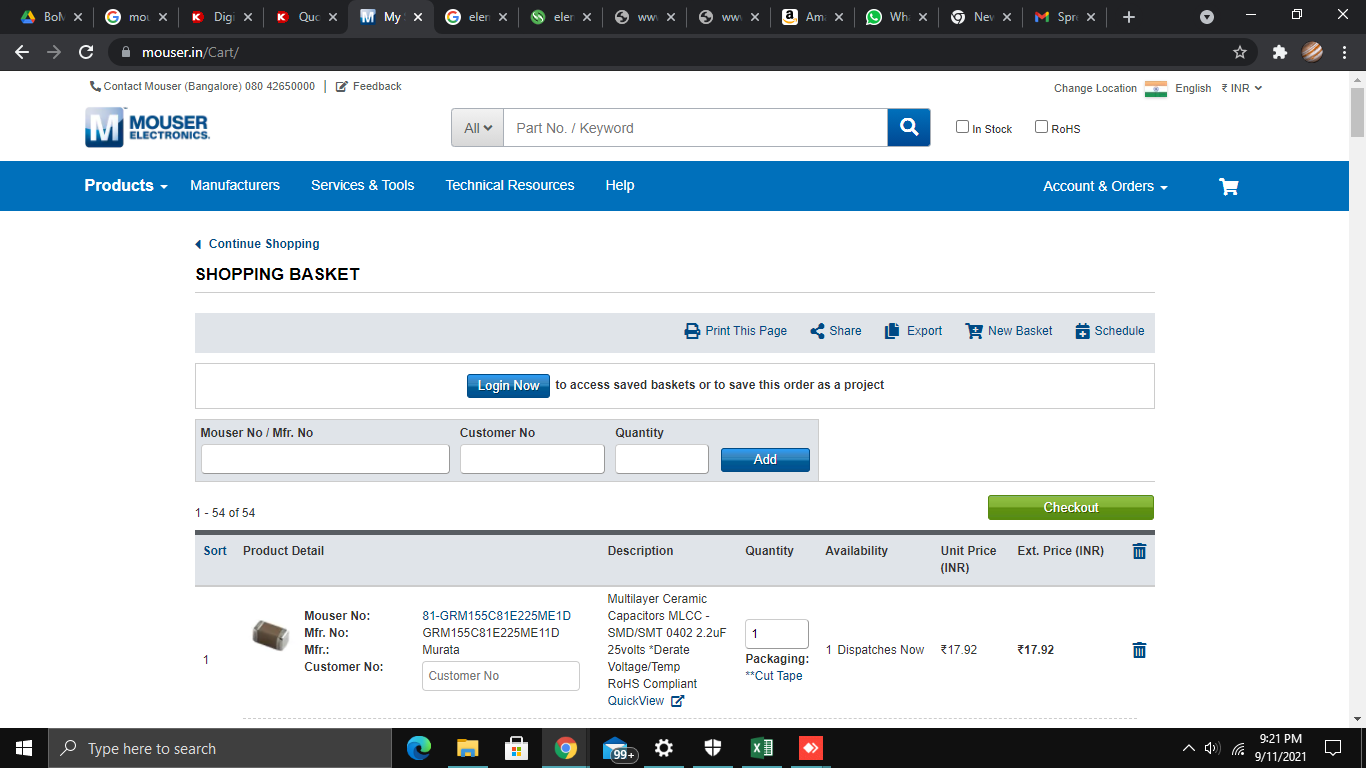 BoM
mou
Digi
Quo
My
elen
elen
www
www
Ama
Wha
New
Spre
mouser.in/Cart/
Contact Mouser (Bangalore) 080 42650000 | Feedback
Change Location English ₹ INR
MOUSER
ELECTRONICS
All Part No. / Keyword
In Stock RoHS
Products Manufacturers Services & Tools Technical Resources Help Account & Orders
Continue Shopping
SHOPPING BASKET
Print This Page Share Export New Basket Schedule
Login Now to access saved baskets or to save this order as a project
Mouser No / Mfr. No Customer No Quantity
Add
1 - 54 of 54
Checkout
Sort Product Detail Description Quantity Availability Unit Price (INR) Ext. Price (INR)
1
Mouser No: 81-GRM155C81E225ME1D
Mfr. No: GRM155C81E225ME11D
Mfr.: Murata
Customer No: Customer No
Multilayer Ceramic
Capacitors MLCC -
SMD/SMT 0402 2.2uF
25volts *Derate
Voltage/Temp
RoHS Compliant
QuickView
1
Packaging:
**Cut Tape
1 Dispatches Now
₹17.92
₹17.92
Type here to search
99+
9:21 PM
9/11/2021